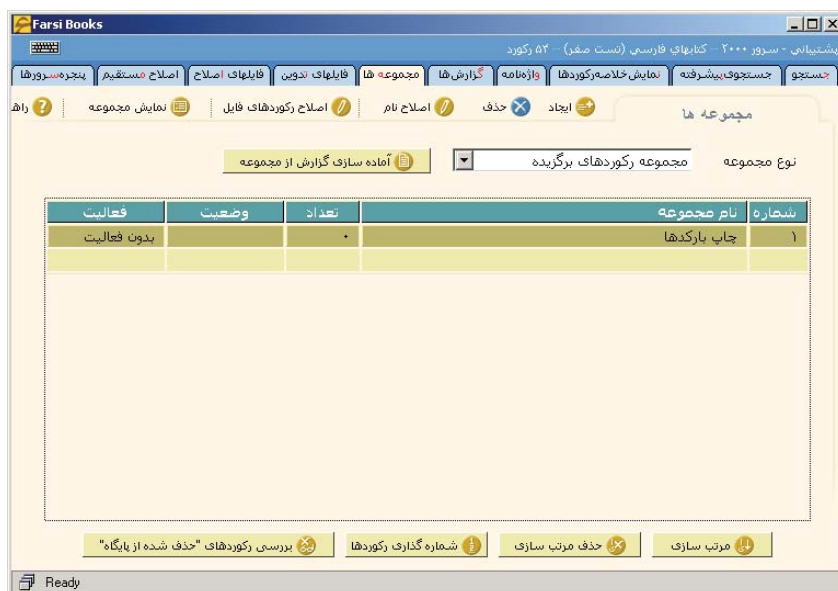 Farsi Books
پشتیبانی - سرور ۲۰۰۰ - کتابهای فارسی (تست صفر) - ۵۴ رکورد
جستجو جستجوی‌پیشرفته نمایش‌خلاصه‌رکوردها واژه‌نامه گزارش‌ها مجموعه ها فایلهای تدوین فایلهای اصلاح اصلاح مستقیم پنجره‌سرورها
مجموعه ها ایجاد حذف اصلاح نام اصلاح رکوردهای فایل نمایش مجموعه
نوع مجموعه مجموعه رکوردهای برگزیده آماده سازی گزارش از مجموعه
شماره نام مجموعه تعداد وضعیت فعالیت
۱ چاپ بارکدها ۰ بدون فعالیت
مرتب سازی حذف مرتب سازی شماره گذاری رکوردها بررسی رکوردهای "حذف شده از پایگاه"
Ready